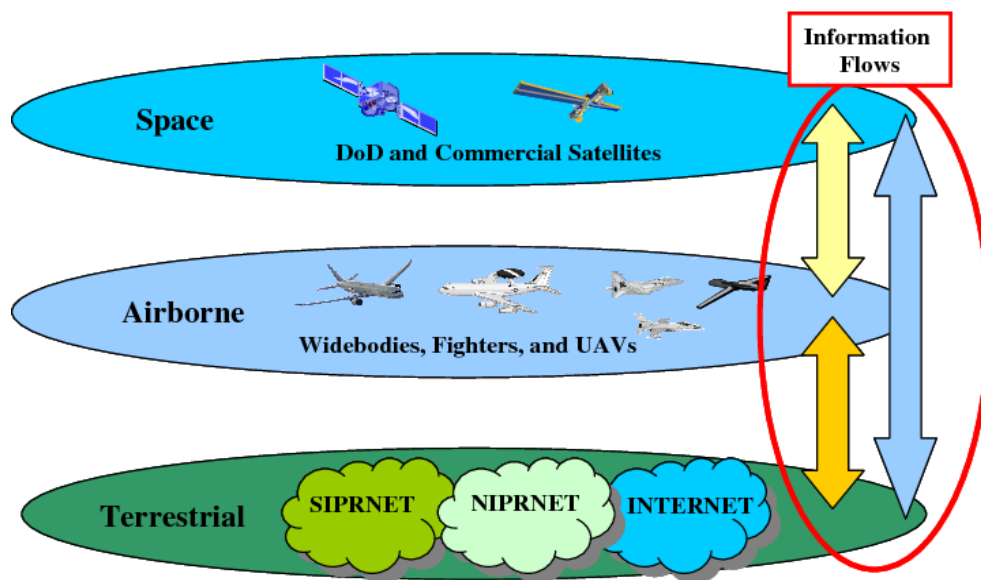 Information
Flows
Space
DoD and Commercial Satellites
Airborne
Widebodies, Fighters, and UAVs
Terrestrial
SIPRNET
NIPRNET
INTERNET